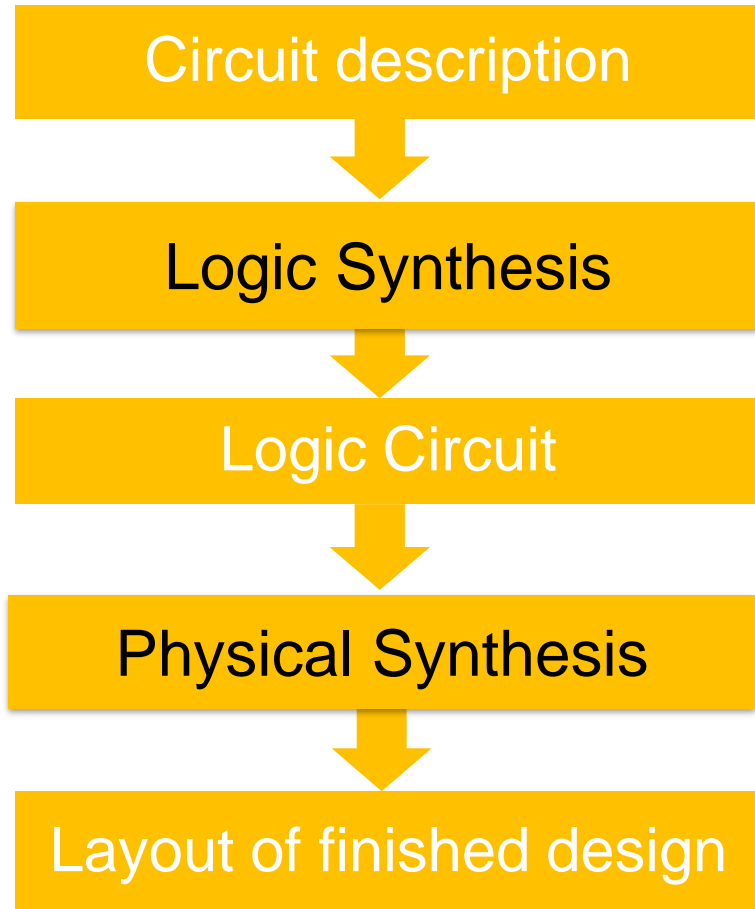 Circuit description
Logic Synthesis
Logic Circuit
Physical Synthesis
Layout of finished design